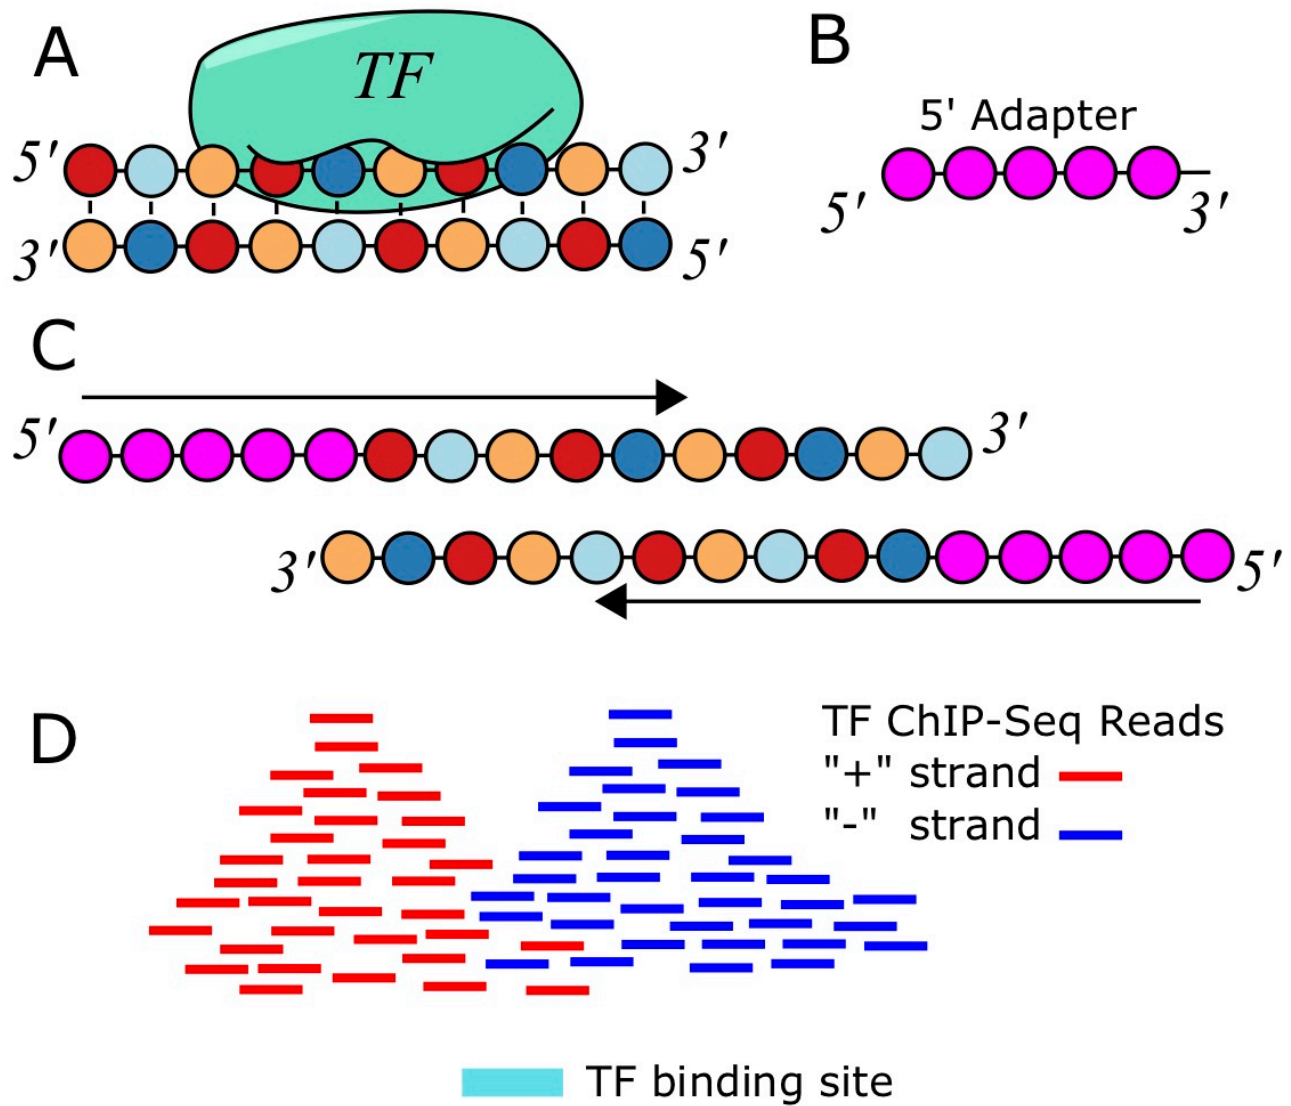 A
TF
5' 3'
3' 5'
B
5' Adapter
5' 3'
C
5' 3'
3' 5'
D
TF ChIP-Seq Reads
"+" strand
"-" strand
TF binding site